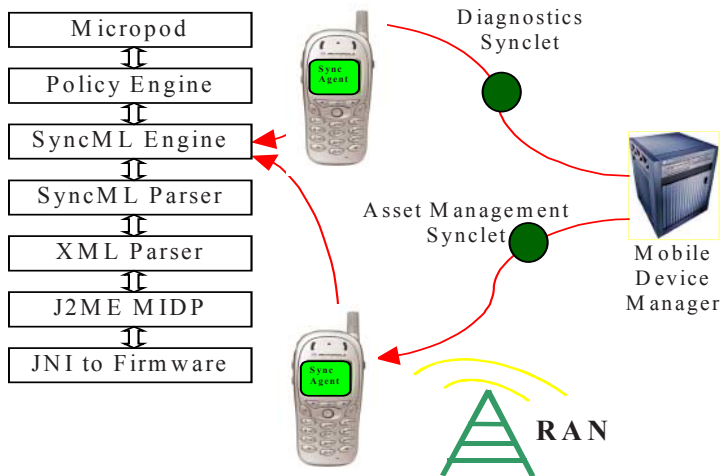 Micropod
Policy Engine
SyncML Engine
SyncML Parser
XML Parser
J2ME MIDP
JNI to Firmware
Sync
Agent
Diagnostics
Synclet
Asset Management
Synclet
Mobile
Device
Manager
Sync
Agent
RAN